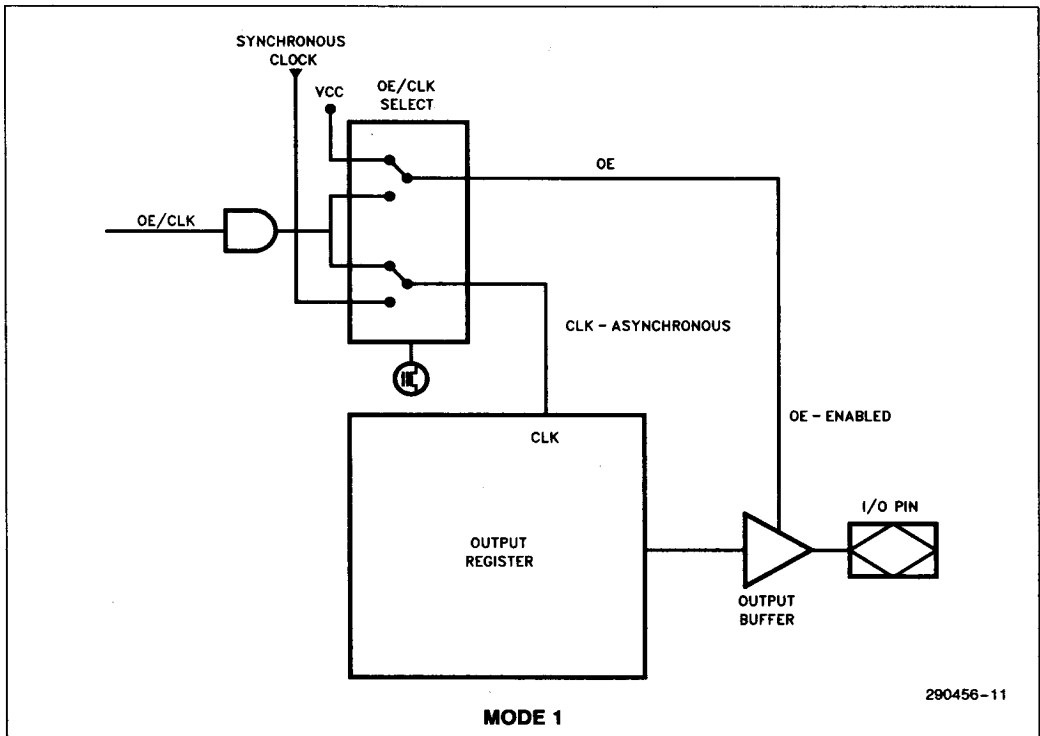 SYNCHRONOUS
CLOCK
VCC
OE/CLK
SELECT
OE
OE/CLK
CLK – ASYNCHRONOUS
OE – ENABLED
CLK
I/O PIN
OUTPUT
REGISTER
OUTPUT
BUFFER
290456–11
MODE 1